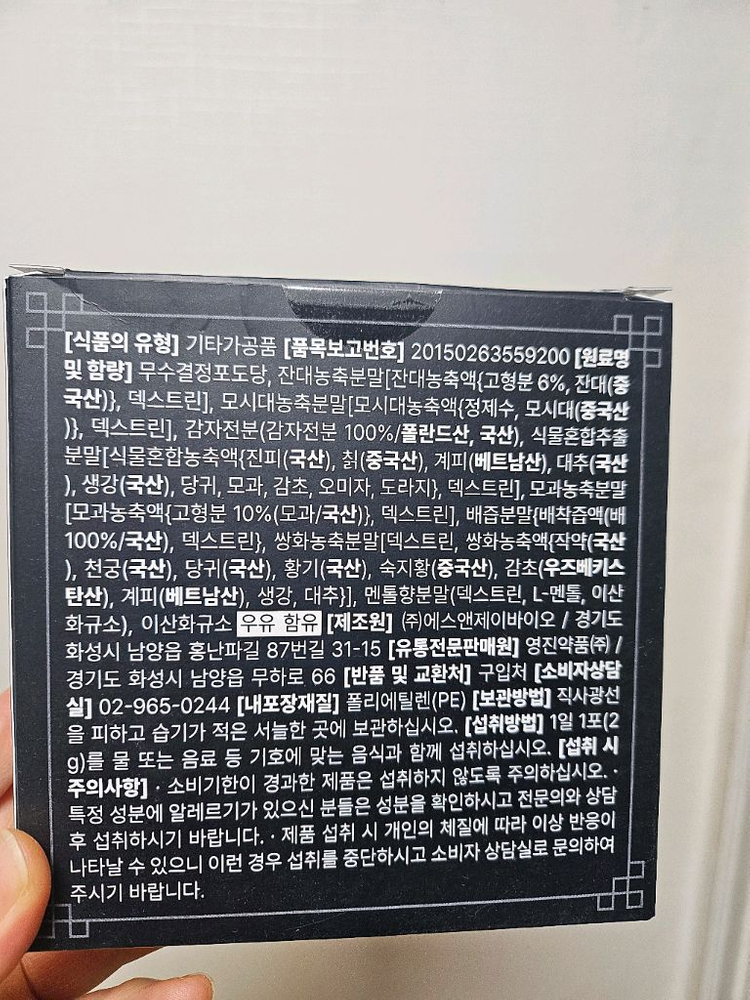 [식품의 유형] 기타가공품 [품목보고번호] 20150263559200 [원료명
및 함량] 무수결정포도당, 잔대농축분말[잔대농축액{고형분 6%, 잔대(중
국산)}, 덱스트린], 모시대농축분말[모시대농축액{정제수, 모시대(중국산
)}, 덱스트린], 감자전분(감자전분 100%/폴란드산, 국산), 식물혼합추출
분말[식물혼합농축액{진피(국산), 칡(중국산), 계피(베트남산), 대추(국산
), 생강(국산), 당귀, 모과, 감초, 오미자, 도라지}, 덱스트린], 모과농축분말
[모과농축액{고형분 10%(모과/국산)}, 덱스트린], 배즙분말{배착즙액(배
100%/국산), 덱스트린}, 쌍화농축분말[덱스트린, 쌍화농축액{작약(국산
), 천궁(국산), 당귀(국산), 황기(국산), 숙지황(중국산), 감초(우즈베키스
탄산), 계피(베트남산), 생강, 대추}], 멘톨향분말(덱스트린, L-멘톨, 이산
화규소), 이산화규소 우유 함유 [제조원] ㈜에스앤제이바이오 / 경기도
화성시 남양읍 홍난파길 87번길 31-15 [유통전문판매원] 영진약품㈜ /
경기도 화성시 남양읍 무하로 66 [반품 및 교환처] 구입처 [소비자상담
실] 02-965-0244 [내포장재질] 폴리에틸렌(PE) [보관방법] 직사광선
을 피하고 습기가 적은 서늘한 곳에 보관하십시오. [섭취방법] 1일 1포(2
g)를 물 또는 음료 등 기호에 맞는 음식과 함께 섭취하십시오. [섭취 시
주의사항] · 소비기한이 경과한 제품은 섭취하지 않도록 주의하십시오. ·
특정 성분에 알레르기가 있으신 분들은 성분을 확인하시고 전문의와 상담
후 섭취하시기 바랍니다. · 제품 섭취 시 개인의 체질에 따라 이상 반응이
나타날 수 있으니 이런 경우 섭취를 중단하시고 소비자 상담실로 문의하여
주시기 바랍니다.